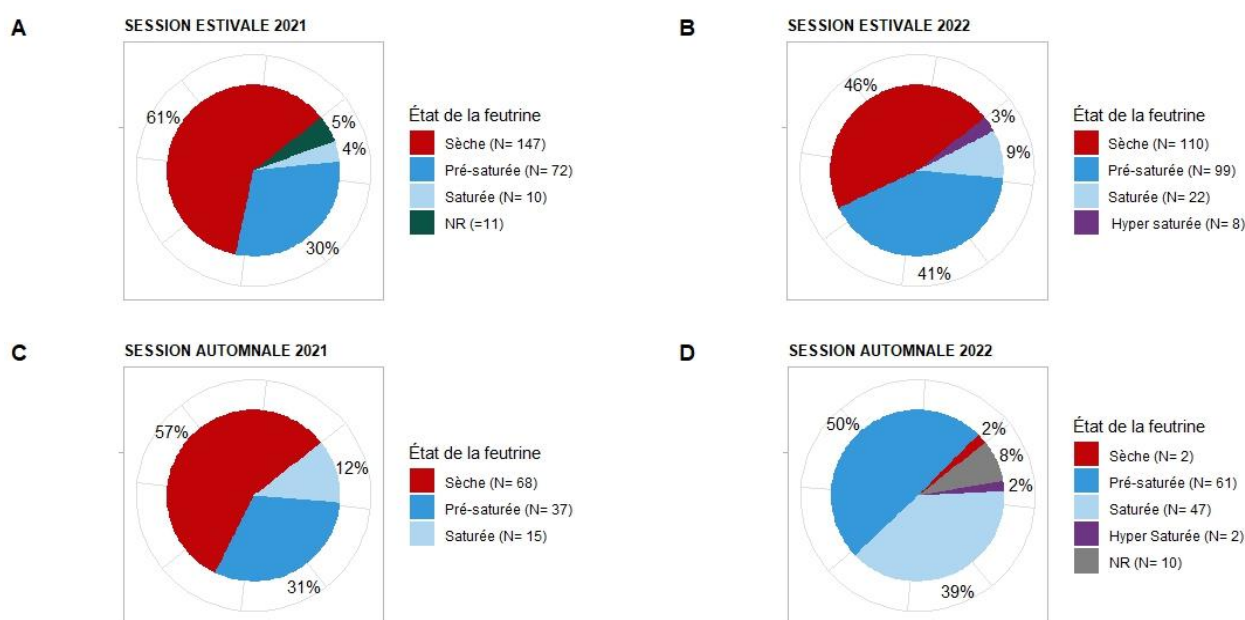 A
SESSION ESTIVALE 2021
61%
5%
4%
30%
État de la feutrine
Sèche (N= 147)
Pré-saturée (N= 72)
Saturée (N= 10)
NR (=11)
B
SESSION ESTIVALE 2022
46%
3%
9%
41%
État de la feutrine
Sèche (N= 110)
Pré-saturée (N= 99)
Saturée (N= 22)
Hyper saturée (N= 8)
C
SESSION AUTOMNALE 2021
57%
12%
31%
État de la feutrine
Sèche (N= 68)
Pré-saturée (N= 37)
Saturée (N= 15)
D
SESSION AUTOMNALE 2022
50%
2%
8%
2%
39%
État de la feutrine
Sèche (N= 2)
Pré-saturée (N= 61)
Saturée (N= 47)
Hyper Saturée (N= 2)
NR (N= 10)